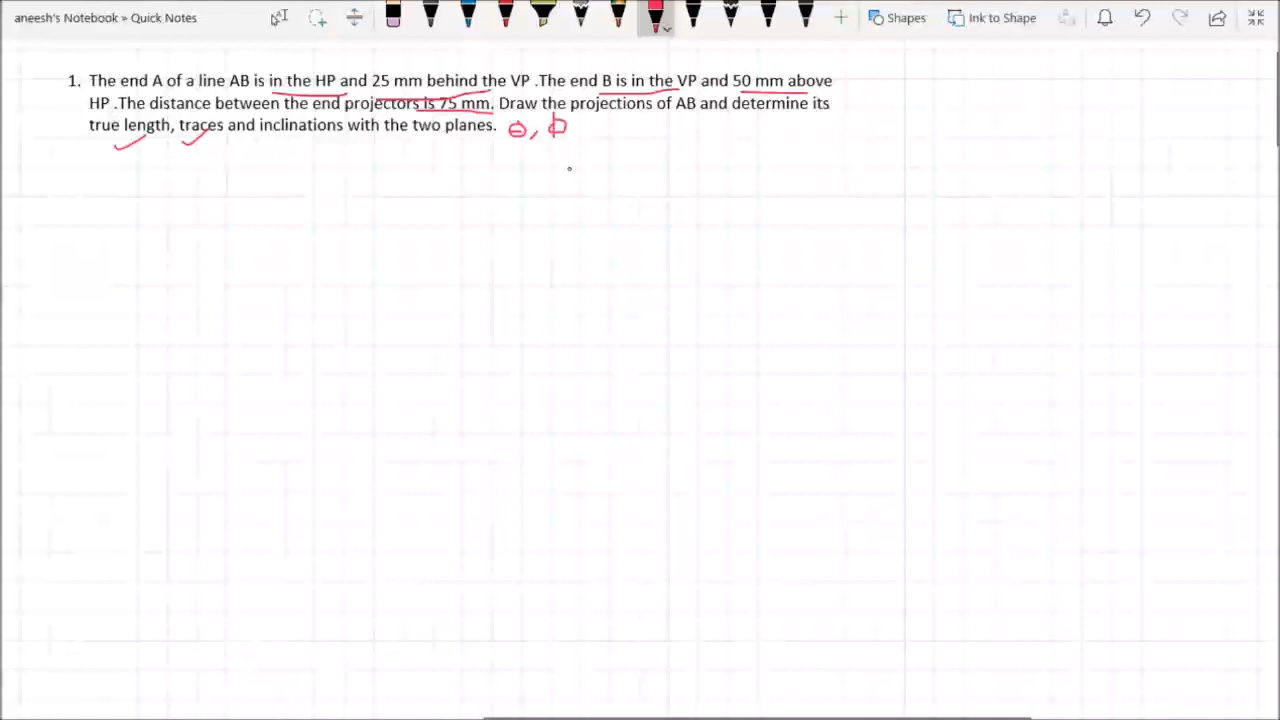 aneesh's Notebook » Quick Notes
Shapes
Ink to Shape
1. The end A of a line AB is in the HP and 25 mm behind the VP .The end B is in the VP and 50 mm above
HP .The distance between the end projectors is 75 mm. Draw the projections of AB and determine its
true length, traces and inclinations with the two planes. θ, ϕ